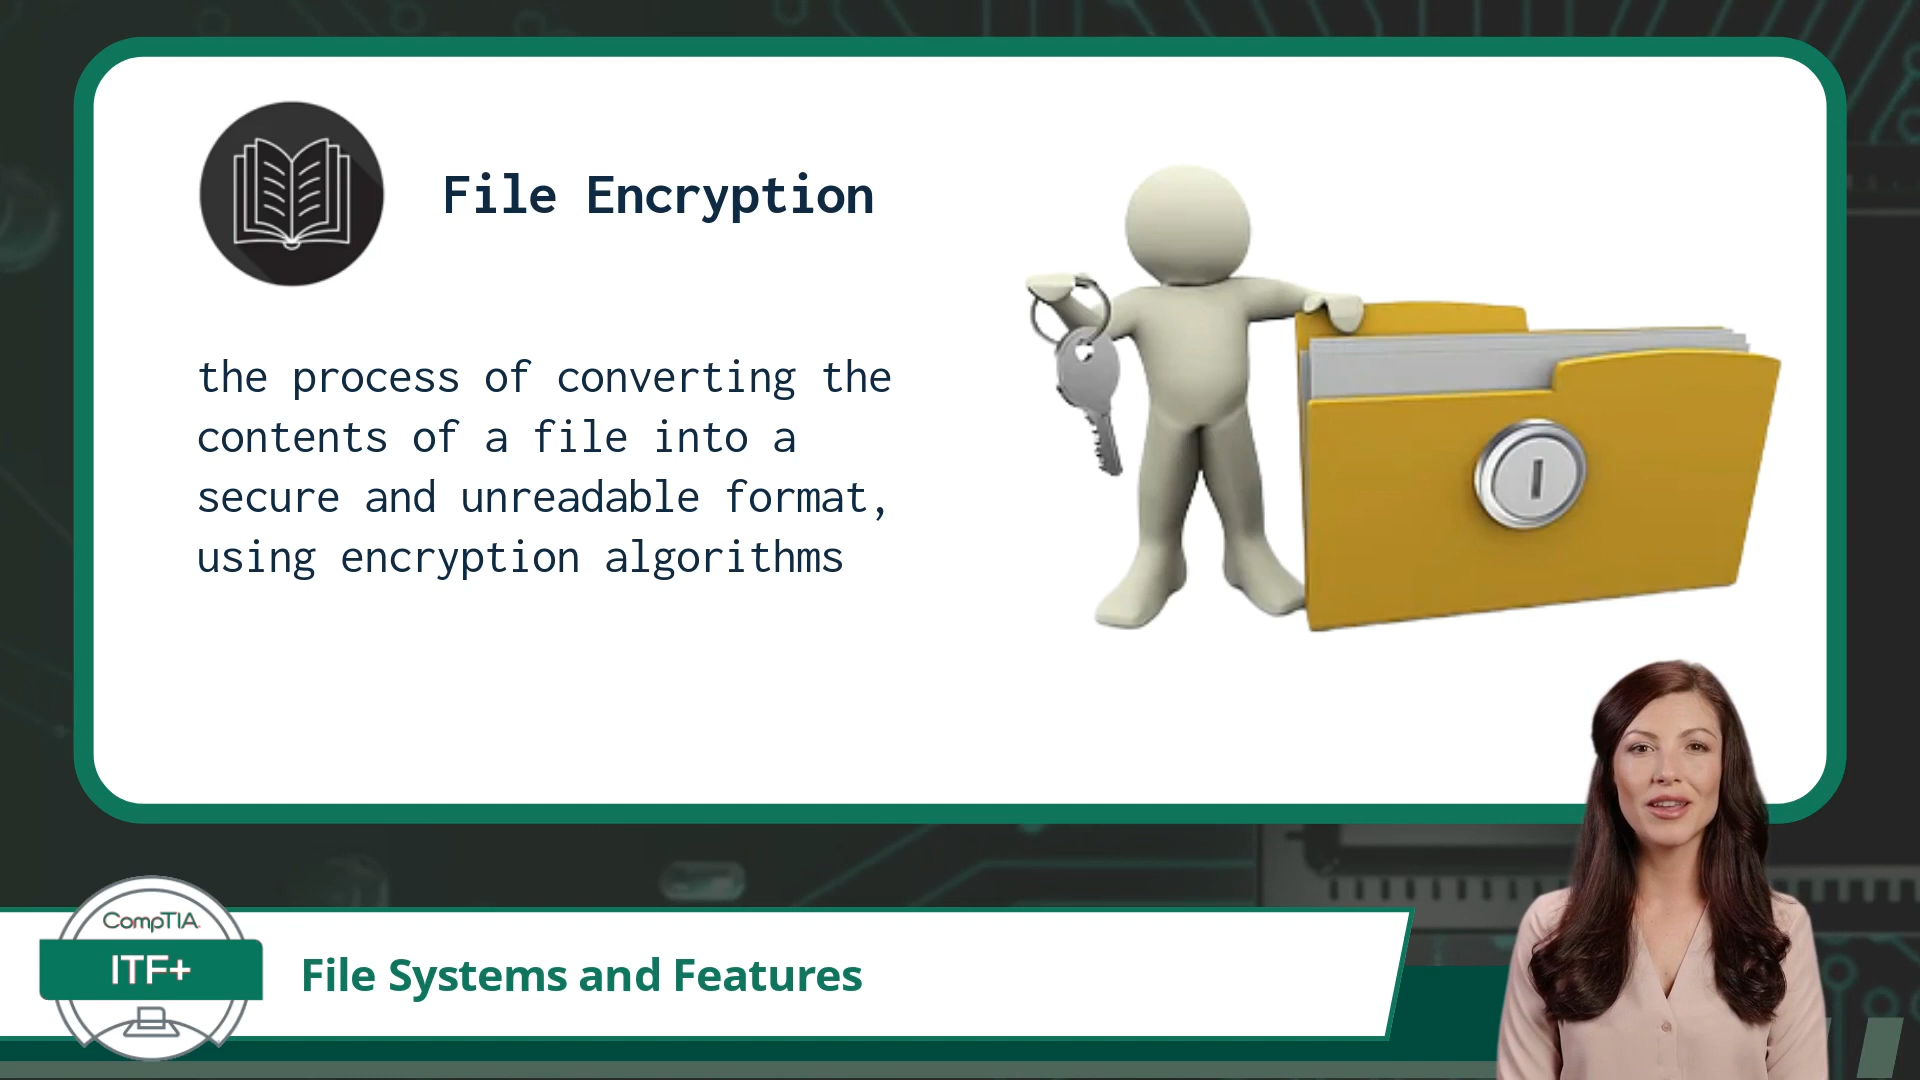 File Encryption
the process of converting the
contents of a file into a
secure and unreadable format,
using encryption algorithms
CompTIA
ITF+
File Systems and Features